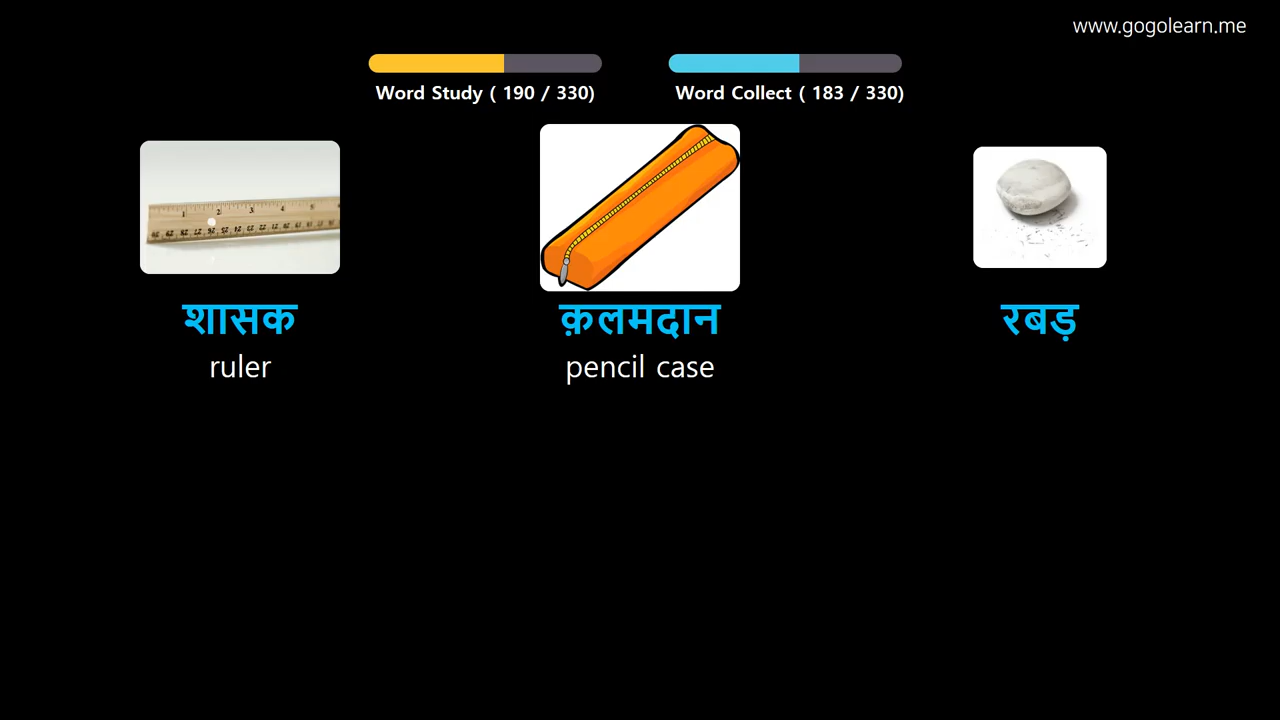 www.gogolearn.me
Word Study ( 190 / 330)
Word Collect ( 183 / 330)
शासक
क़लमदान
रबड़
ruler
pencil case